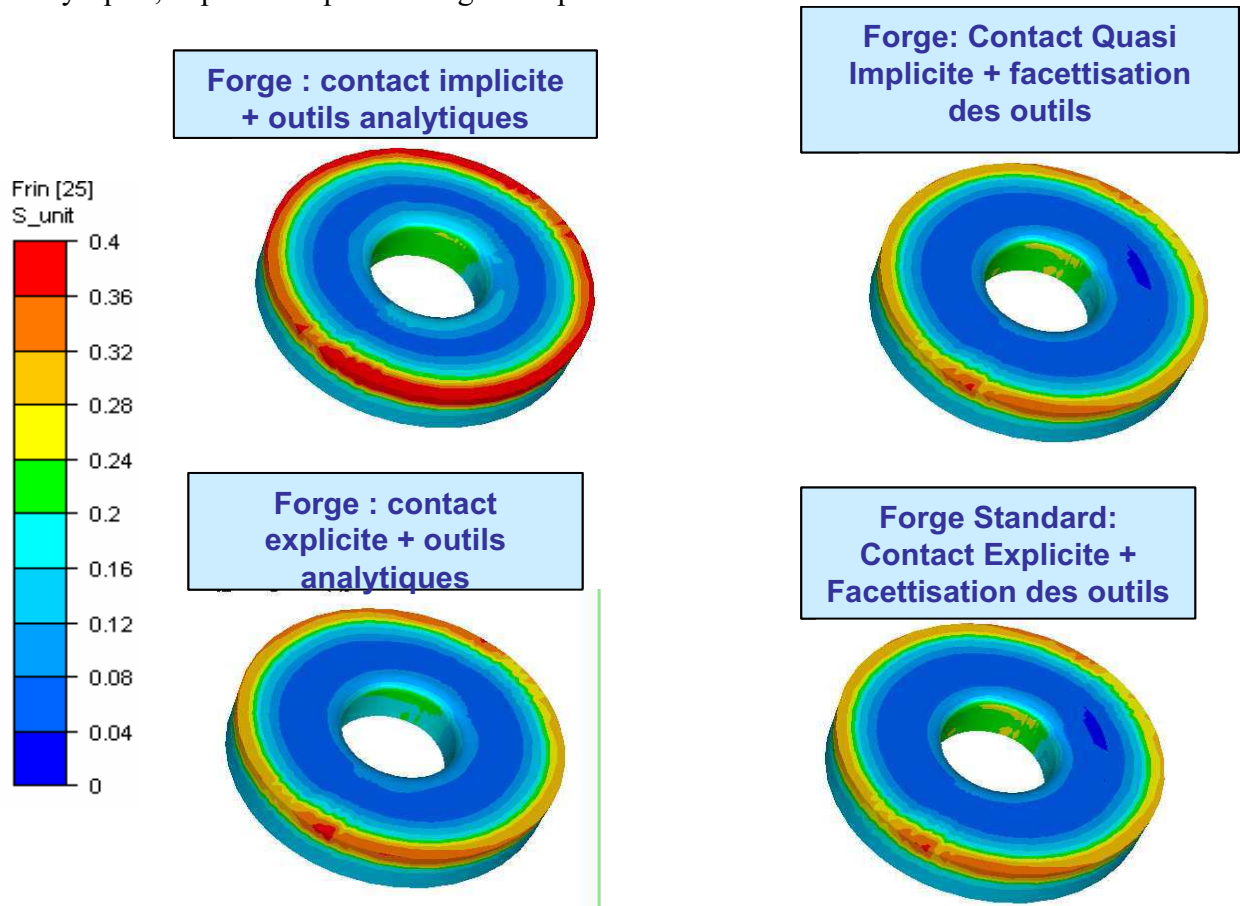 Forge : contact implicite
+ outils analytiques
Forge: Contact Quasi
Implicite + facettisation
des outils
Frin [25]
S_unit
0.4
0.36
0.32
0.28
0.24
0.2
0.16
0.12
0.08
0.04
0
Forge : contact
explicite + outils
analytiques
Forge Standard:
Contact Explicite +
Facettisation des outils